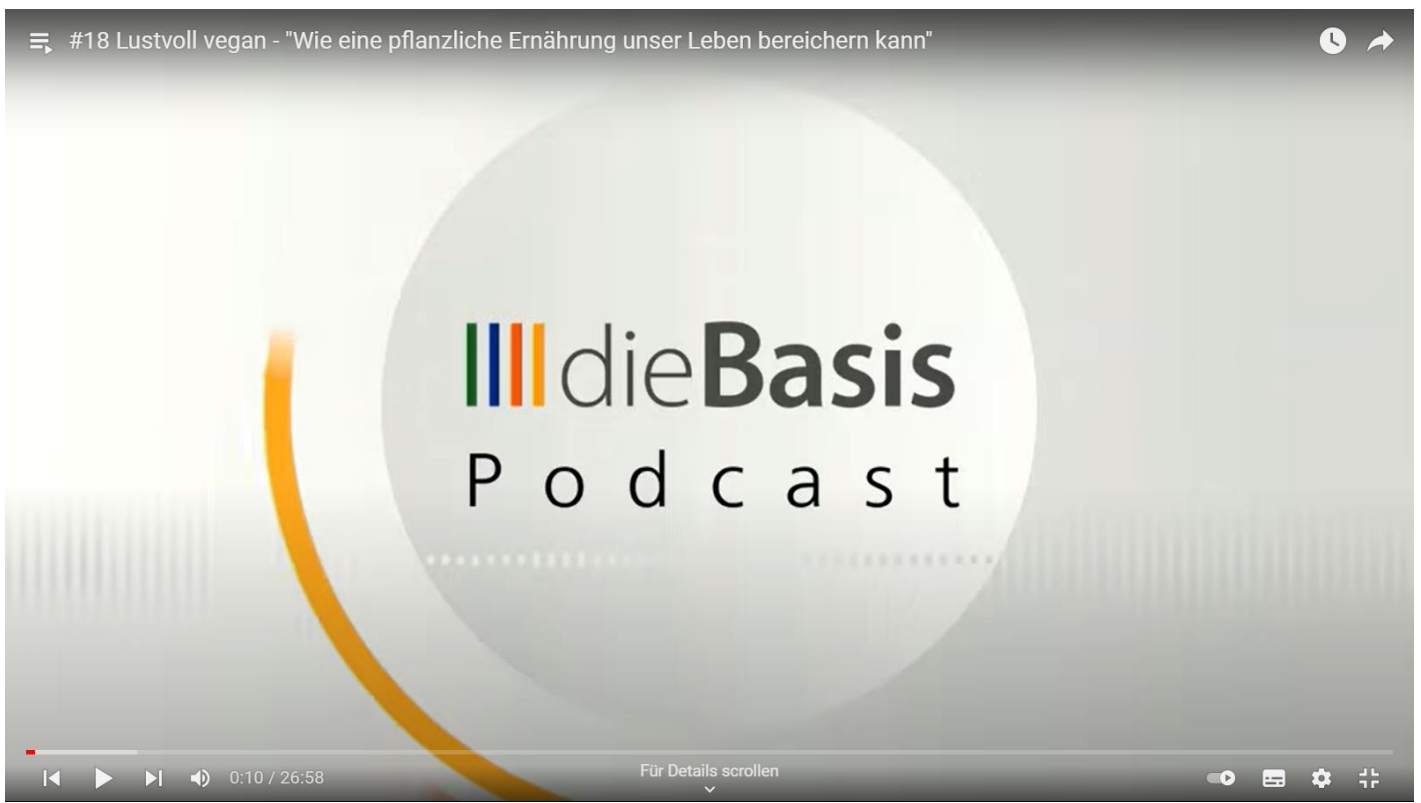 #18 Lustvoll vegan - "Wie eine pflanzliche Ernährung unser Leben bereichern kann"
dieBasis
Podcast
Für Details scrollen
0:10 / 26:58